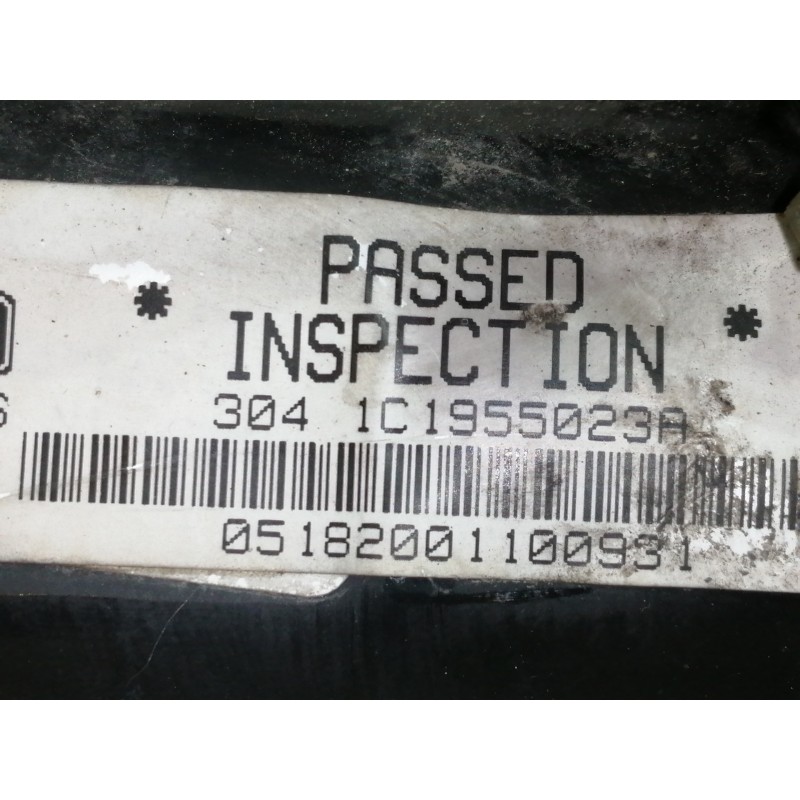 * PASSED *
INSPECTION
304 1C1955023A
05182001100931